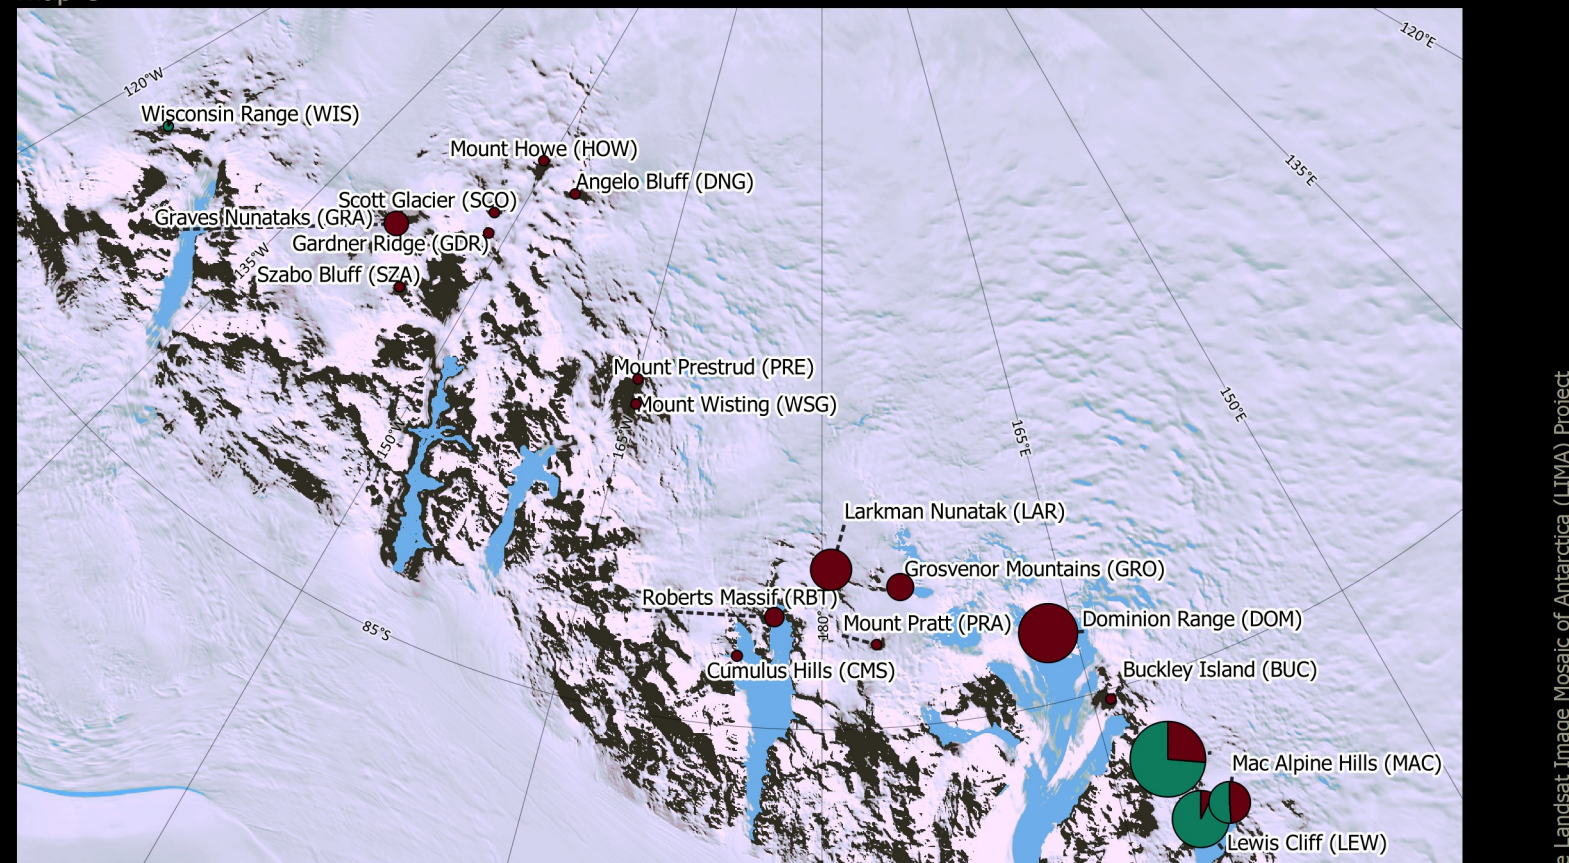 120°E
120°W
Wisconsin Range (WIS)
Mount Howe (HOW)
135°E
Angelo Bluff (DNG)
Scott Glacier (SCO)
Graves Nunataks (GRA)
Gardner Ridge (GDR)
135°W
Szabo Bluff (SZA)
Mount Prestrud (PRE)
Mount Wisting (WSG)
150°E
150°W
165°W
165°E
Larkman Nunatak (LAR)
Grosvenor Mountains (GRO)
Roberts Massif (RBT)
180°
Mount Pratt (PRA)
Dominion Range (DOM)
85°S
Cumulus Hills (CMS)
Buckley Island (BUC)
Mac Alpine Hills (MAC)
Lewis Cliff (LEW)
Landsat Image Mosaic of Antarctica (LIMA) Project